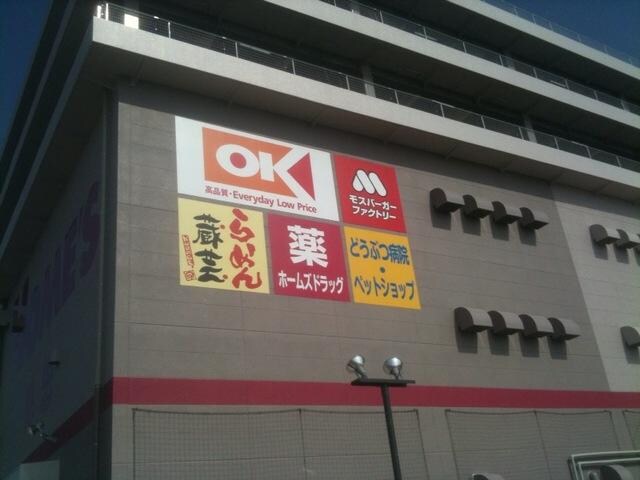 OK
高品質・Everyday Low Price
モスバーガー
ファクトリー
らーめん
蔵士
薬
ホームズドラッグ
どうぶつ病院
・
ペットショップ